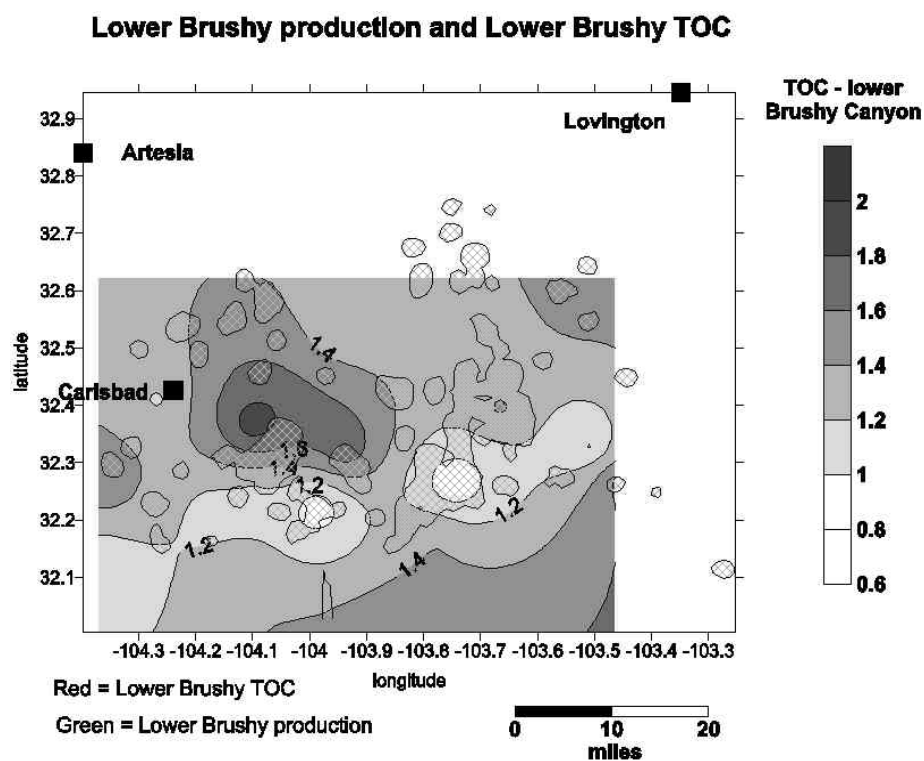 Lower Brushy production and Lower Brushy TOC
TOC - lower
Brushy Canyon
Lovington
Artesia
Carlsbad
32.9
32.8
32.7
32.6
32.5
32.4
32.3
32.2
32.1
latitude
1.4
1.8
1.4
1.2
1.2
1.2
1.4
2
1.8
1.6
1.4
1.2
1
0.8
0.6
-104.3 -104.2 -104.1 -104 -103.9 -103.8 -103.7 -103.6 -103.5 -103.4 -103.3
longitude
Red = Lower Brushy TOC
Green = Lower Brushy production
0 10 20
miles